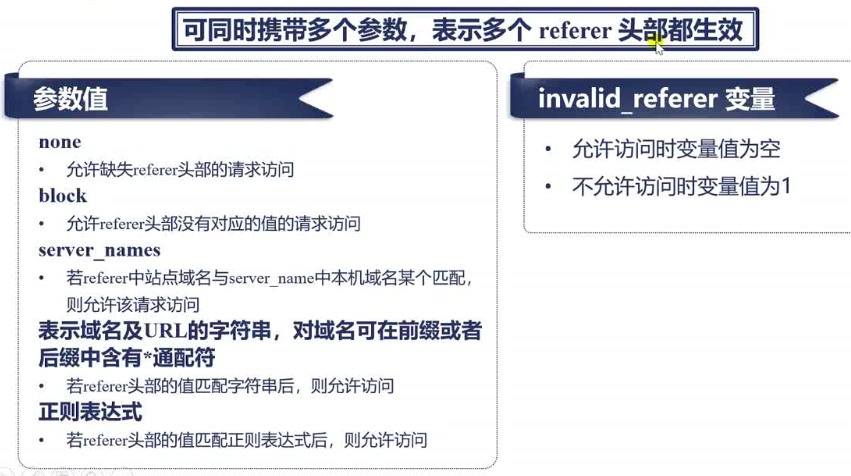 可同时携带多个参数，表示多个 referer 头部都生效
参数值
none
• 允许缺失referer头部的请求访问
block
• 允许referer头部没有对应的值的请求访问
server_names
• 若referer中站点域名与server_name中本机域名某个匹配，
则允许该请求访问
表示域名及URL的字符串，对域名可在前缀或者
后缀中含有*通配符
• 若referer头部的值匹配字符串后，则允许访问
正则表达式
• 若referer头部的值匹配正则表达式后，则允许访问
invalid_referer 变量
• 允许访问时变量值为空
• 不允许访问时变量值为1